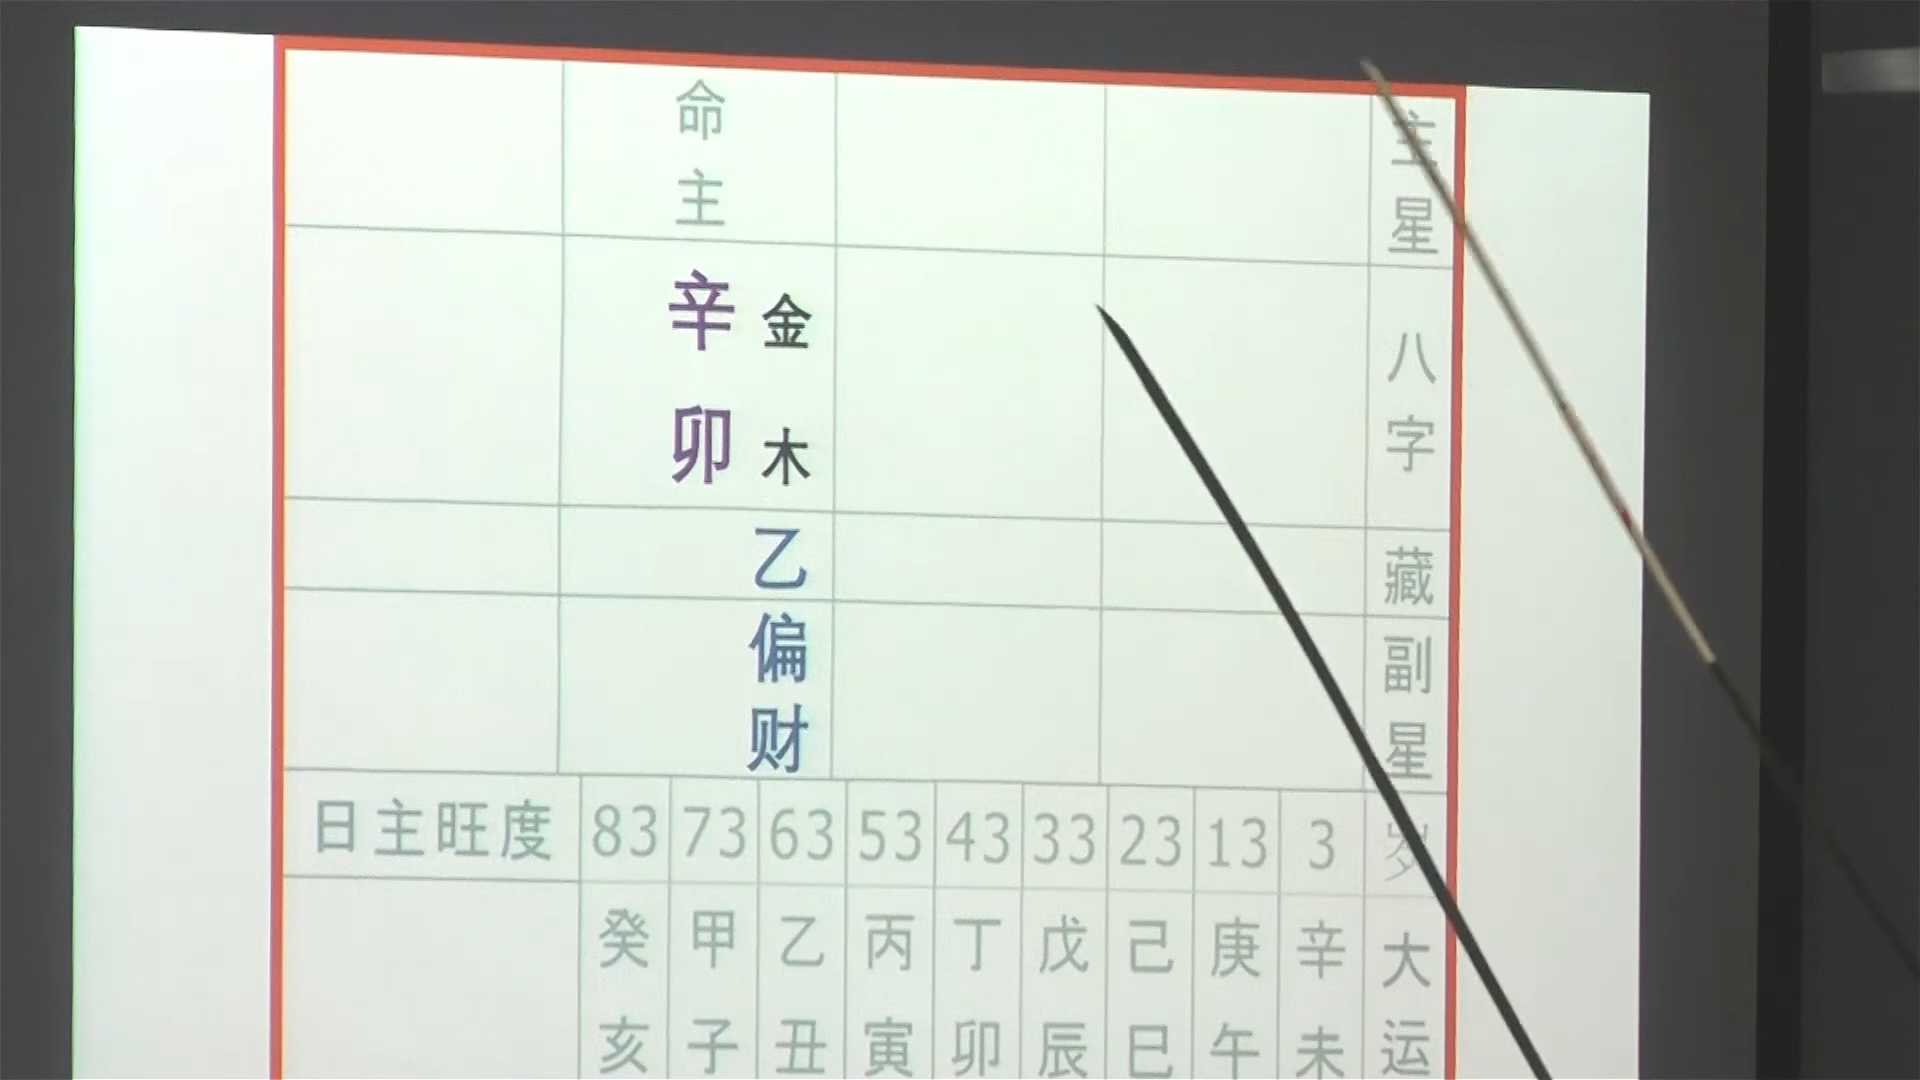 命主
主星
辛 金
卯 木
八字
乙
藏
偏财
副星
日主旺度 83 73 63 53 43 33 23 13 3 岁
癸 甲 乙 丙 丁 戊 己 庚 辛 大
亥 子 丑 寅 卯 辰 巳 午 未 运